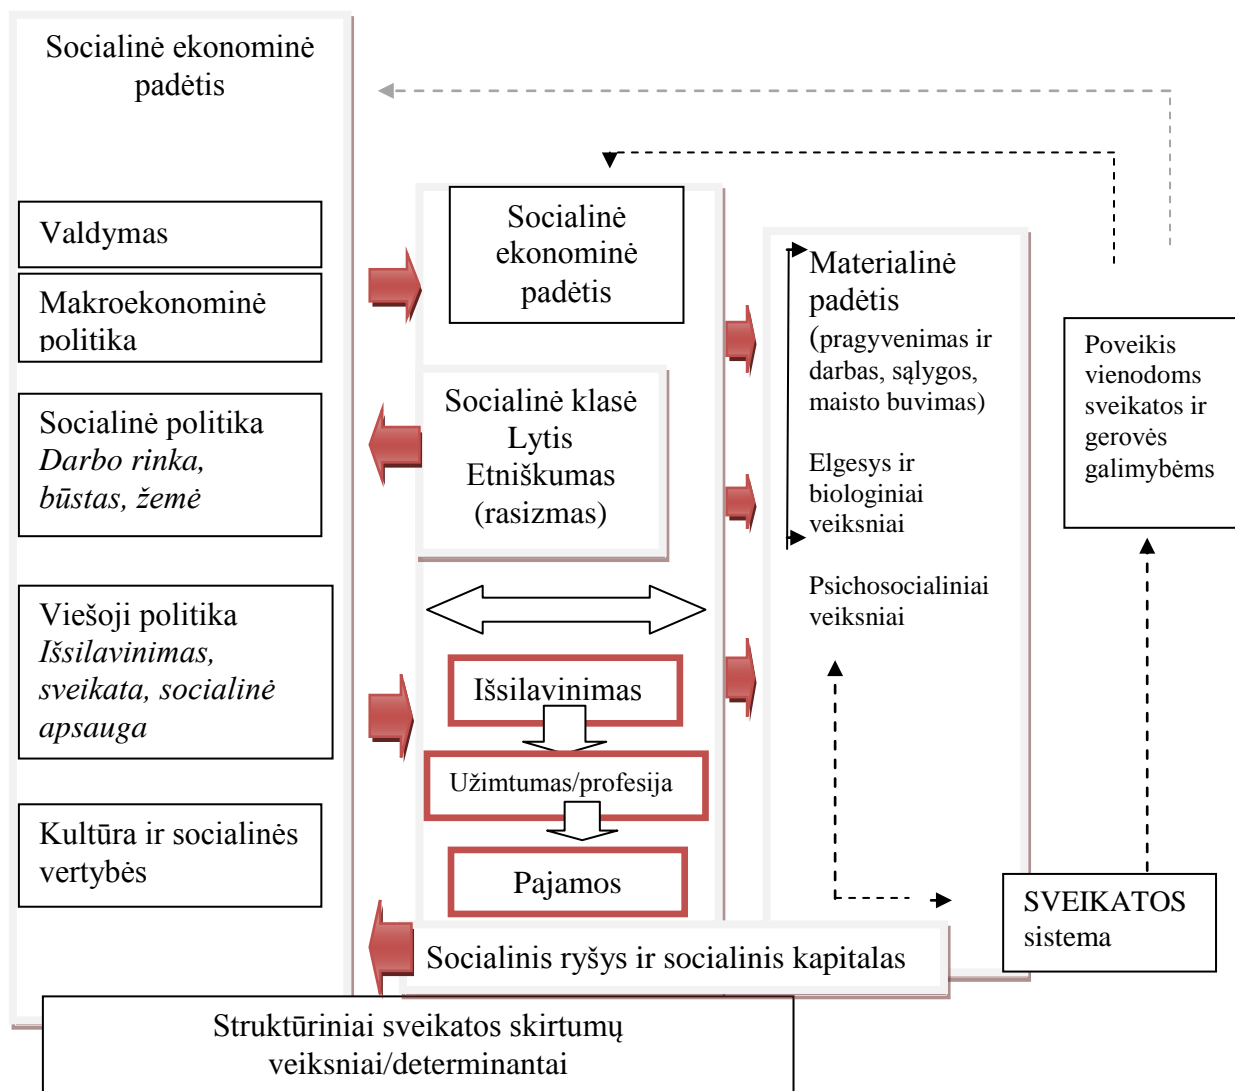 Socialinė ekonominė
padėtis
Valdymas
Makroekonominė
politika
Socialinė politika
Darbo rinka,
būstas, žemė
Viešoji politika
Išsilavinimas,
sveikata, socialinė
apsauga
Kultūra ir socialinės
vertybės
Socialinė
ekonominė
padėtis
Socialinė klasė
Lytis
Etniškumas
(rasizmas)
Išsilavinimas
Užimtumas/profesija
Pajamos
Socialinis ryšys ir socialinis kapitalas
Materialinė
padėtis
(pragyvenimas ir
darbas, sąlygos,
maisto buvimas)
Elgesys ir
biologiniai
veiksniai
Psichosocialiniai
veiksniai
Poveikis
vienodoms
sveikatos ir
gerovės
galimybėms
SVEIKATOS
sistema
Struktūriniai sveikatos skirtumų
veiksniai/determinantai